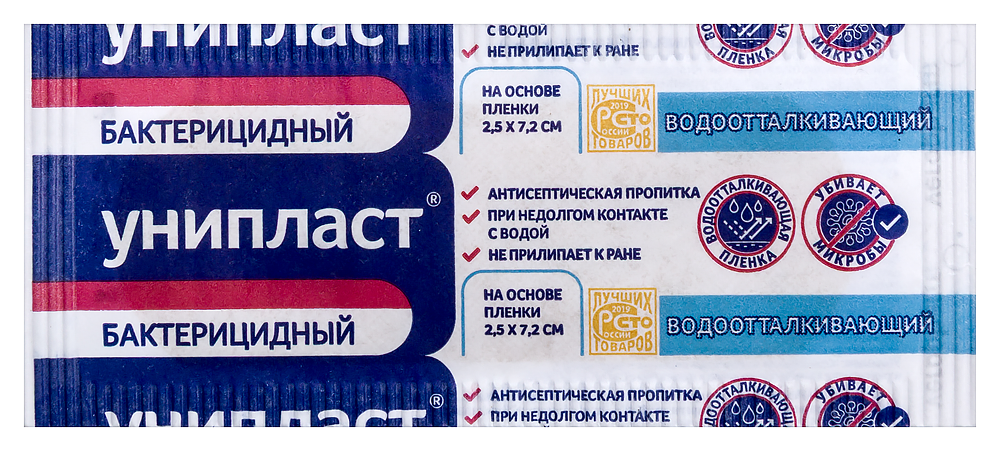 унипласт
С ВОДОЙ
НЕ ПРИЛИПАЕТ К РАНЕ
ПЛЕНКА
МИКРОБЫ
БАКТЕРИЦИДНЫЙ
НА ОСНОВЕ
ПЛЕНКИ
2,5 Х 7,2 СМ
ЛУЧШИХ
2019
СТО
РОССИИ
ТОВАРОВ
ВОДООТТАЛКИВАЮЩИЙ
унипласт®
АНТИСЕПТИЧЕСКАЯ ПРОПИТКА
ПРИ НЕДОЛГОМ КОНТАКТЕ
С ВОДОЙ
НЕ ПРИЛИПАЕТ К РАНЕ
ВОДООТТАЛКИВАЮЩАЯ
ПЛЕНКА
УБИВАЕТ
МИКРОБЫ
БАКТЕРИЦИДНЫЙ
НА ОСНОВЕ
ПЛЕНКИ
2,5 Х 7,2 СМ
ЛУЧШИХ
2019
СТО
РОССИИ
ТОВАРОВ
ВОДООТТАЛКИВАЮЩИЙ
унипласт®
АНТИСЕПТИЧЕСКАЯ ПРОПИТКА
ПРИ НЕДОЛГОМ КОНТАКТЕ
ВОДООТТАЛКИВАЮЩАЯ
УБИВАЕТ